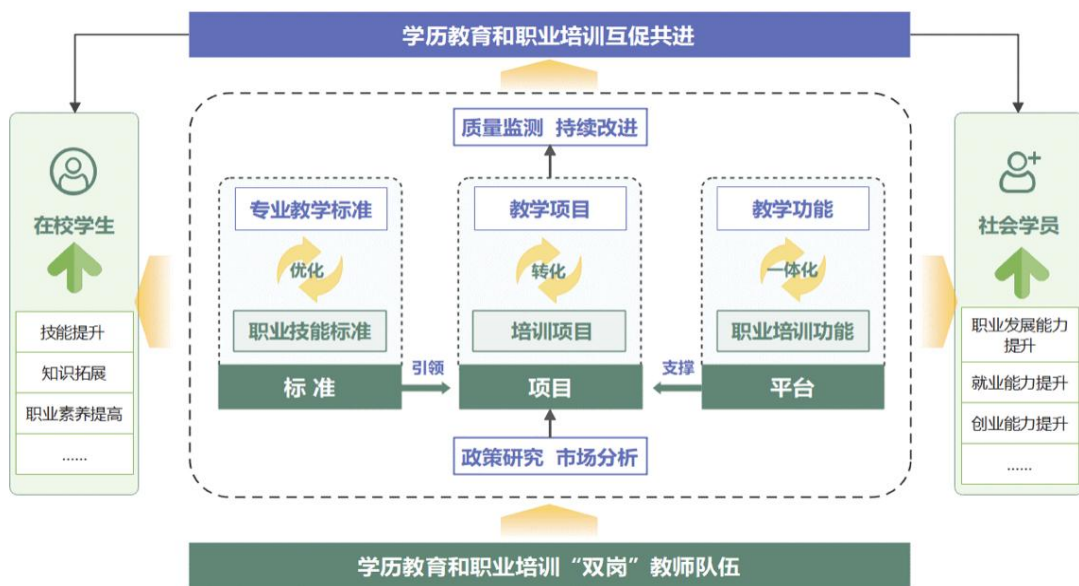 学历教育和职业培训互促共进
质量监测 持续改进
在校学生
技能提升
知识拓展
职业素养提高
......
专业教学标准
优化
职业技能标准
标 准
引领
教学项目
转化
培训项目
项目
支撑
教学功能
一体化
职业培训功能
平台
政策研究 市场分析
社会学员
职业发展能力
提升
就业能力提升
创业能力提升
......
学历教育和职业培训“双岗”教师队伍